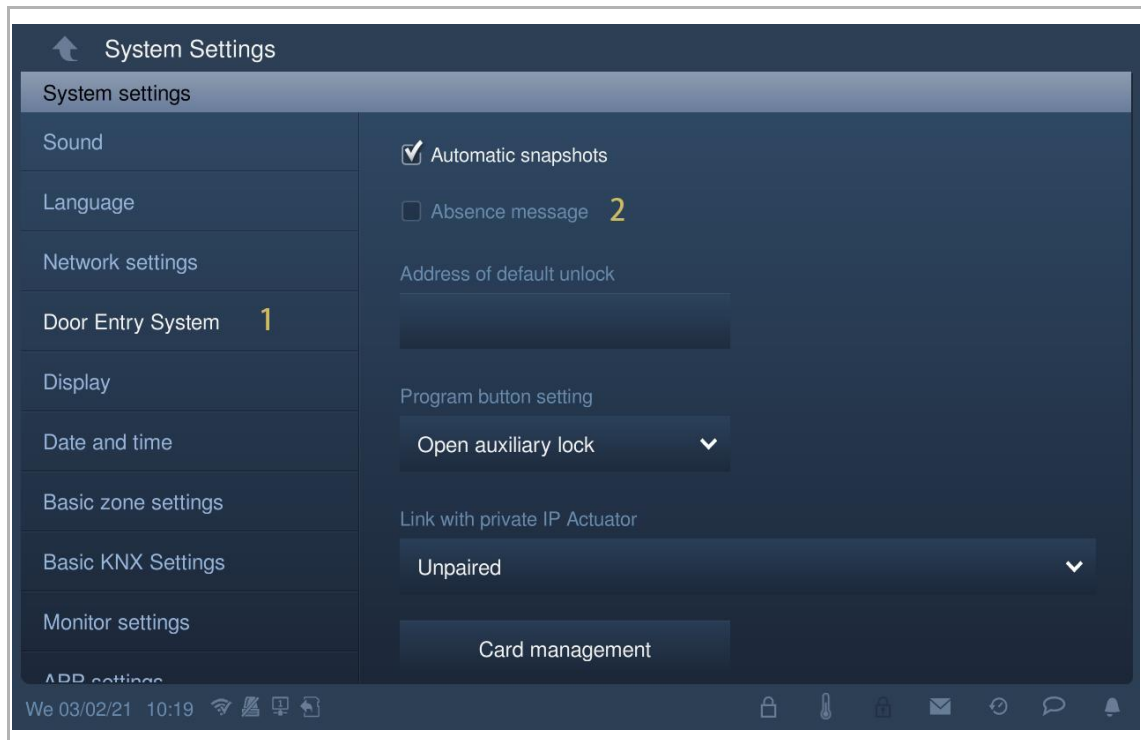 System Settings
System settings
Sound
Language
Network settings
Door Entry System 1
Display
Date and time
Basic zone settings
Basic KNX Settings
Monitor settings
APP settings
Automatic snapshots
Absence message 2
Address of default unlock
Program button setting
Open auxiliary lock
Link with private IP Actuator
Unpaired
Card management
We 03/02/21 10:19